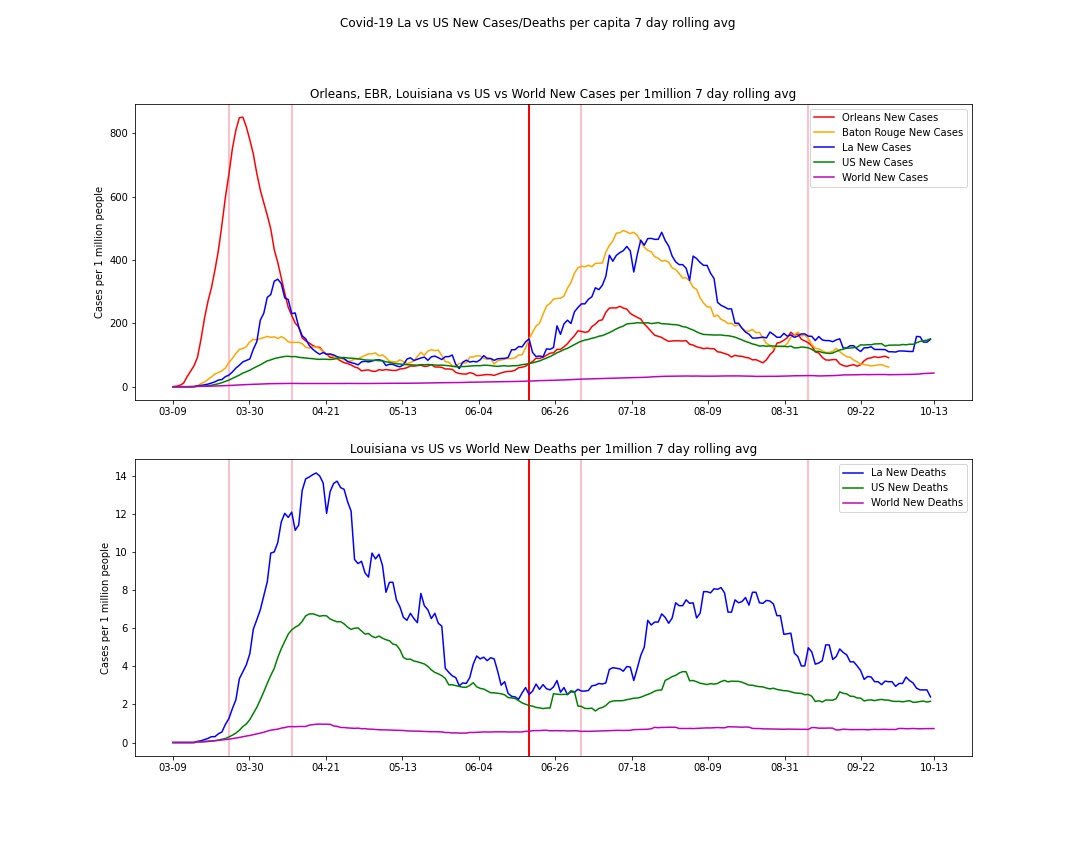 Covid-19 La vs US New Cases/Deaths per capita 7 day rolling avg
Orleans, EBR, Louisiana vs US vs World New Cases per 1million 7 day rolling avg
Cases per 1 million people
800
600
400
200
0
Orleans New Cases
Baton Rouge New Cases
La New Cases
US New Cases
World New Cases
03-09 03-30 04-21 05-13 06-04 06-26 07-18 08-09 08-31 09-22 10-13
Louisiana vs US vs World New Deaths per 1million 7 day rolling avg
Cases per 1 million people
14
12
10
8
6
4
2
0
La New Deaths
US New Deaths
World New Deaths
03-09 03-30 04-21 05-13 06-04 06-26 07-18 08-09 08-31 09-22 10-13